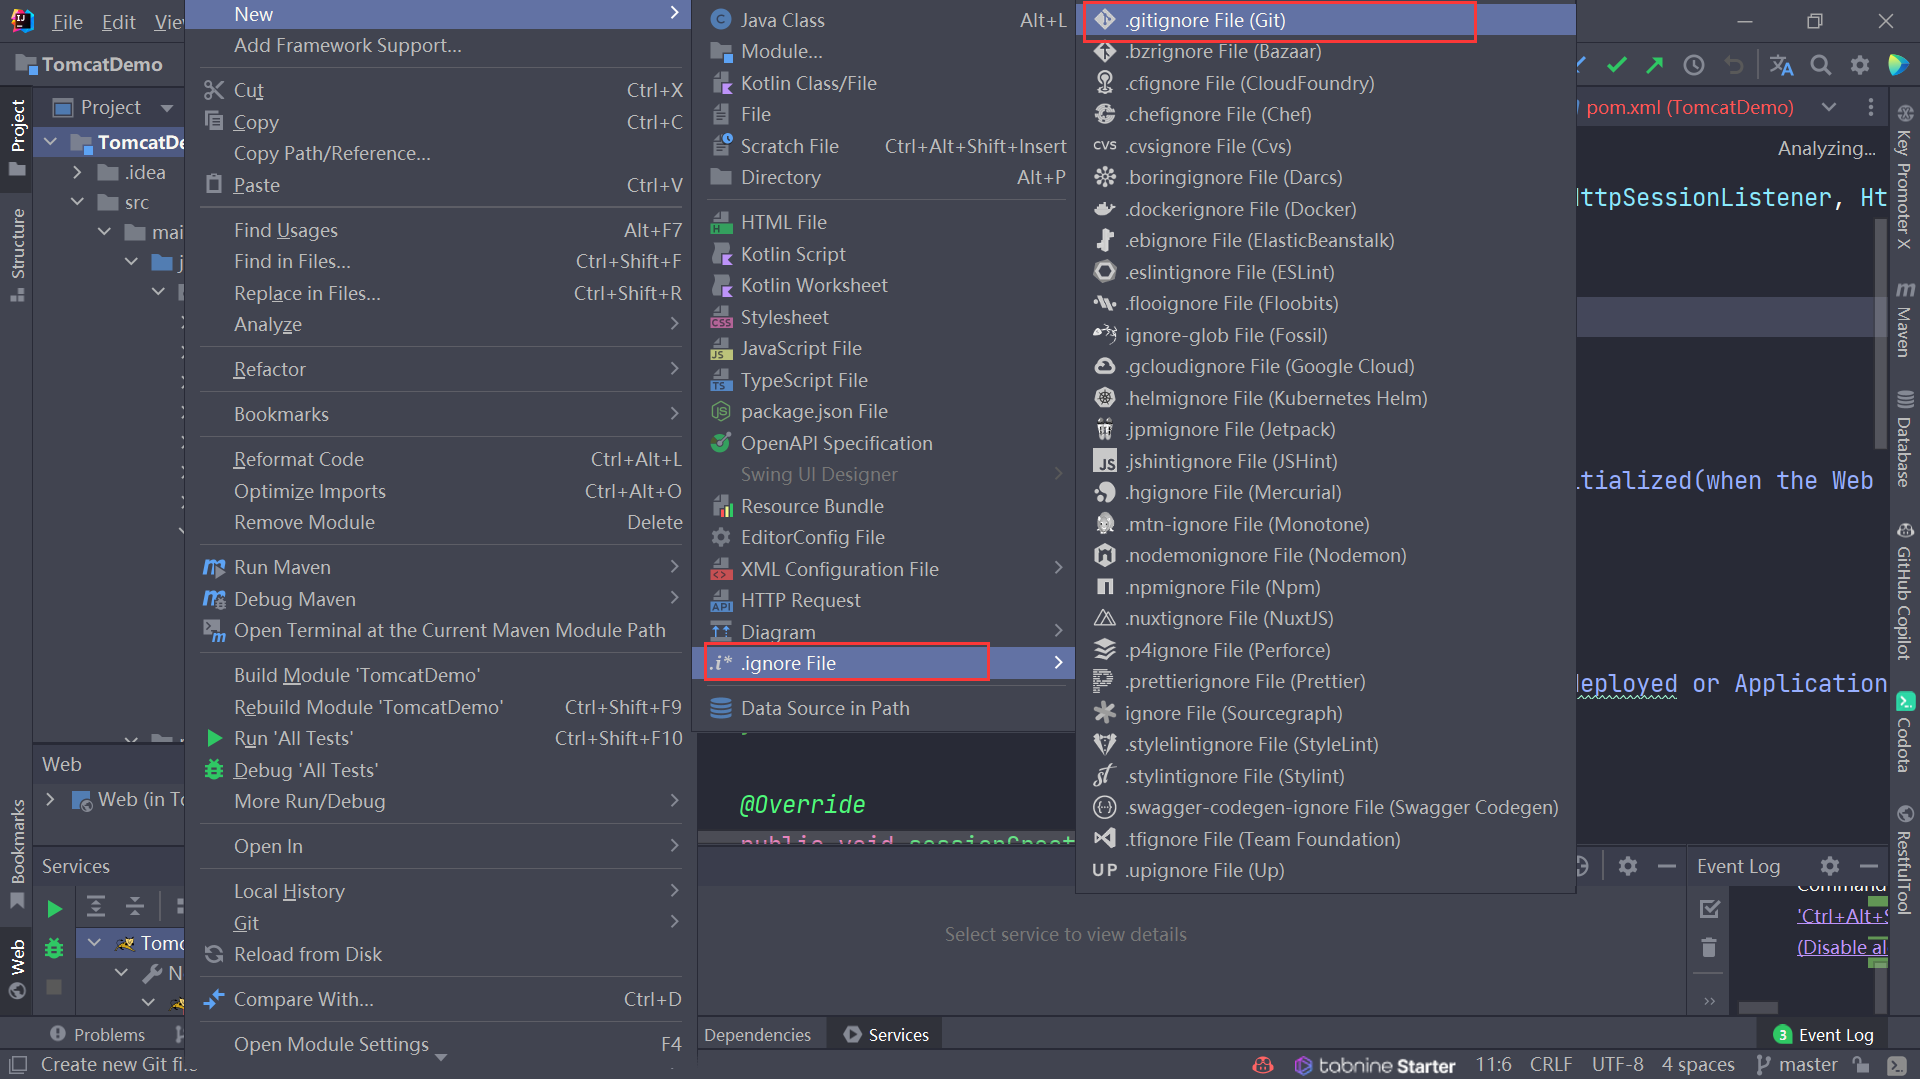 File Edit View
TomcatDemo
Project
TomcatDe
.idea
src
mai
j
Web
Web (in To
Services
Tomc
N
Problems
Create new Git fi
Project
Structure
Bookmarks
Web
New
Add Framework Support...
Cut Ctrl+X
Copy Ctrl+C
Copy Path/Reference...
Paste Ctrl+V
Find Usages Alt+F7
Find in Files... Ctrl+Shift+F
Replace in Files... Ctrl+Shift+R
Analyze
Refactor
Bookmarks
Reformat Code Ctrl+Alt+L
Optimize Imports Ctrl+Alt+O
Remove Module Delete
Run Maven
Debug Maven
Open Terminal at the Current Maven Module Path
Build Module 'TomcatDemo'
Rebuild Module 'TomcatDemo' Ctrl+Shift+F9
Run 'All Tests' Ctrl+Shift+F10
Debug 'All Tests'
More Run/Debug
Open In
Local History
Git
Reload from Disk
Compare With... Ctrl+D
Open Module Settings F4
Java Class Alt+L
Module...
Kotlin Class/File
File
Scratch File Ctrl+Alt+Shift+Insert
Directory Alt+P
HTML File
Kotlin Script
Kotlin Worksheet
Stylesheet
JavaScript File
TypeScript File
package.json File
OpenAPI Specification
Swing UI Designer
Resource Bundle
EditorConfig File
XML Configuration File
HTTP Request
Diagram
.i* .ignore File
Data Source in Path
.gitignore File (Git)
.bzrignore File (Bazaar)
.cfignore File (CloudFoundry)
.chefignore File (Chef)
CVS .cvsignore File (Cvs)
.boringignore File (Darcs)
.dockerignore File (Docker)
.ebignore File (ElasticBeanstalk)
.eslintignore File (ESLint)
.flooignore File (Floobits)
ignore-glob File (Fossil)
.gcloudignore File (Google Cloud)
.helmignore File (Kubernetes Helm)
.jpmignore File (Jetpack)
.jshintignore File (JSHint)
.hgignore File (Mercurial)
.mtn-ignore File (Monotone)
.nodemonignore File (Nodemon)
.npmignore File (Npm)
.nuxtignore File (NuxtJS)
.p4ignore File (Perforce)
.prettierignore File (Prettier)
ignore File (Sourcegraph)
.stylelintignore File (StyleLint)
.stylintignore File (Stylint)
.swagger-codegen-ignore File (Swagger Codegen)
.tfignore File (Team Foundation)
UP .upignore File (Up)
pom.xml (TomcatDemo)
Analyzing...
HttpSessionListener, Ht
itialized(when the Web
deployed or Application
@Override
public void sessionCreat
Select service to view details
Event Log
Command
'Ctrl+Alt+S
(Disable al
Key Promoter X
Maven
Database
GitHub Copilot
Codota
RestfulTool
Dependencies
Services
3 Event Log
tabnine Starter 11:6 CRLF UTF-8 4 spaces master